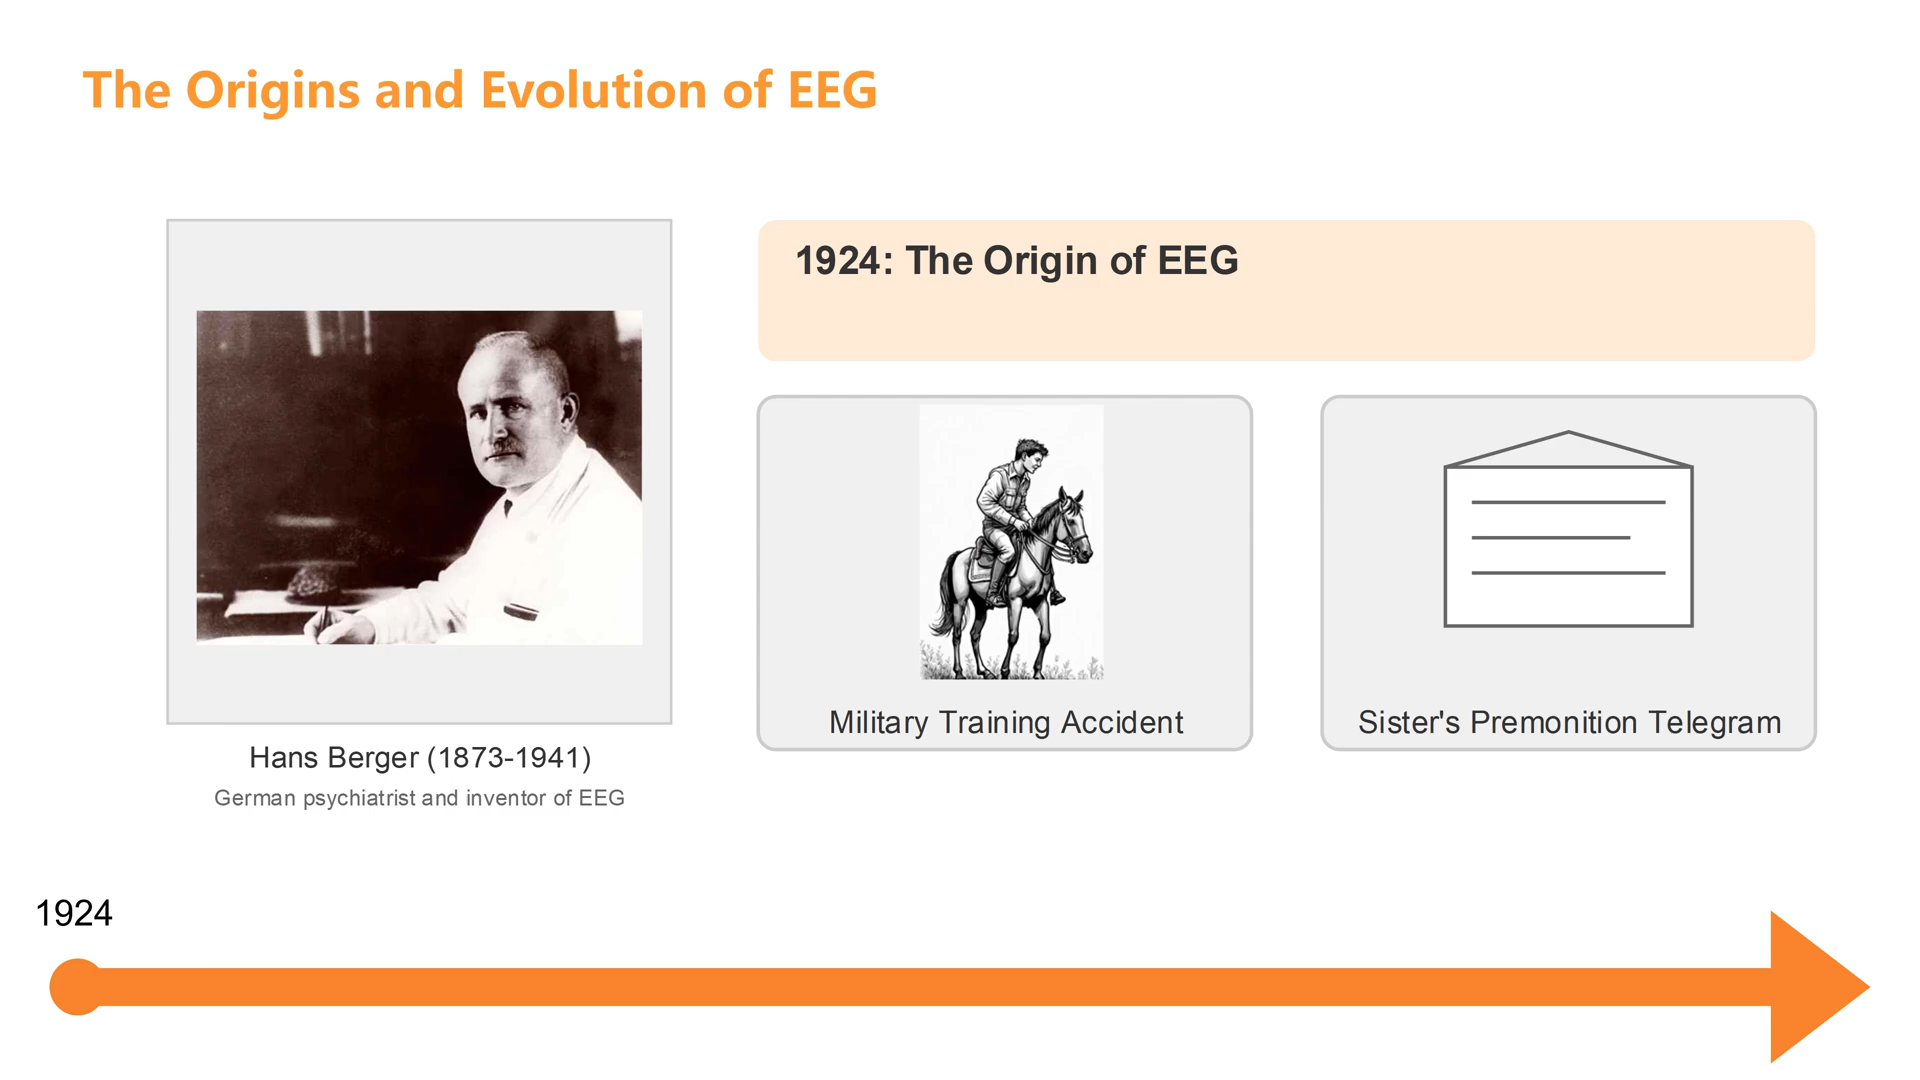 The Origins and Evolution of EEG
1924: The Origin of EEG
Military Training Accident
Sister's Premonition Telegram
Hans Berger (1873-1941)
German psychiatrist and inventor of EEG
1924